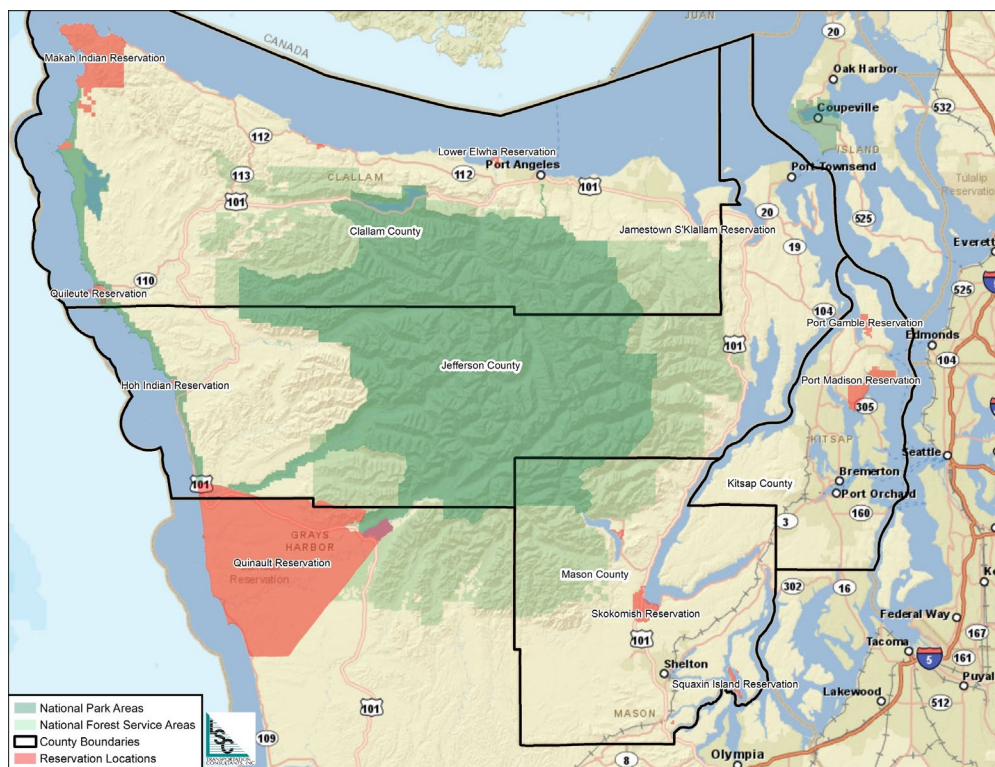 JUAN
CANADA
20
Oak Harbor
Makah Indian Reservation
Coupeville
532
112
Lower Elwha Reservation
ISLAND
Port Angeles
Port Townsend
113
CLALLAM
112
101
Tulalip
Reservation
101
20
525
Clallam County
Jamestown S'Klallam Reservation
19
Everett
110
525
Quileute Reservation
104
Port Gamble Reservation
101
Edmonds
104
Jefferson County
Hoh Indian Reservation
Port Madison Reservation
305
KITSAP
Seattle
101
Bremerton
Kitsap County
Port Orchard
160
3
GRAYS
HARBOR
Quinault Reservation
Reservation
Mason County
302
16
Skokomish Reservation
Federal Way
101
167
Tacoma
5
161
Shelton
Squaxin Island Reservation
Lakewood
512
National Park Areas
National Forest Service Areas
County Boundaries
Reservation Locations
LSC
TRANSPORTATION
CONSULTANTS, INC.
101
MASON
109
8
Olympia